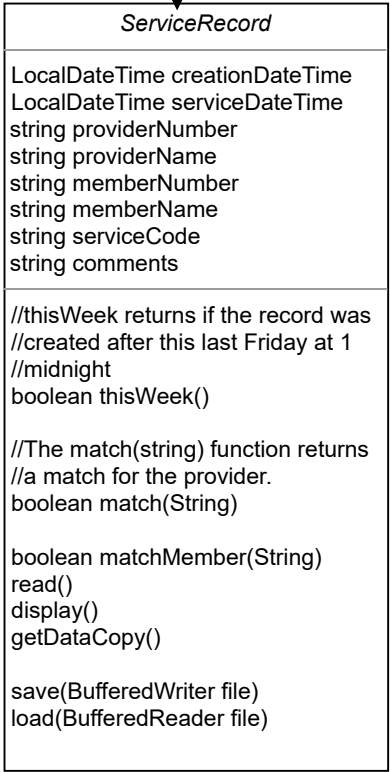 ServiceRecord
LocalDateTime creationDateTime
LocalDateTime serviceDateTime
string providerNumber
string providerName
string memberNumber
string memberName
string serviceCode
string comments
//thisWeek returns if the record was
//created after this last Friday at 1
//midnight
boolean thisWeek()
//The match(string) function returns
//a match for the provider.
boolean match(String)
boolean matchMember(String)
read()
display()
getDataCopy()
save(BufferedWriter file)
load(BufferedReader file)